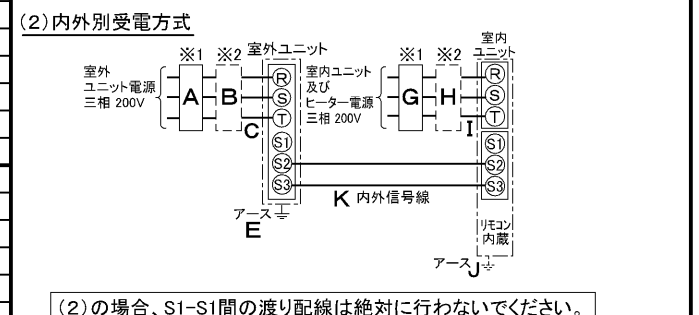 (2)内外別受電方式
※1 ※2 室外ユニット
室外
ユニット電源
三相 200V
A B C
R
S
T
S1
S2
S3
アース
E
※1 ※2 室内
ユニット
室内ユニット
及び
ヒーター電源
三相 200V
G H I
R
S
T
S1
S2
S3
K 内外信号線
リモコン
内蔵
アース J
(2)の場合、S1-S1間の渡り配線は絶対に行わないでください。